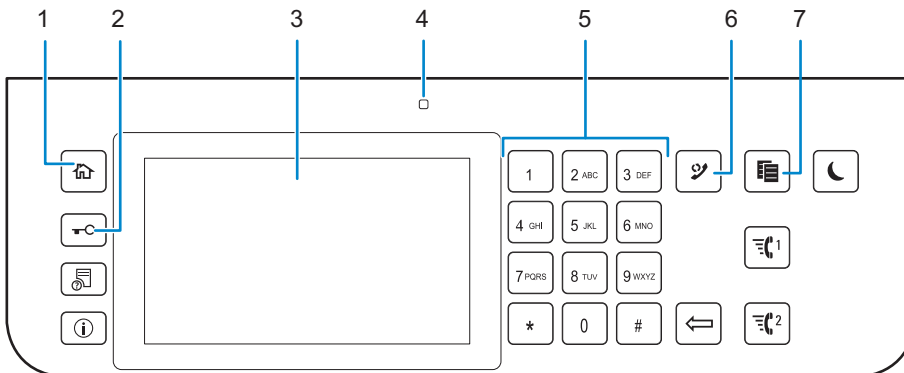 1 2 3 4 5 6 7
1 2 ABC 3 DEF
4 GHI 5 JKL 6 MNO
1
7 PQRS 8 TUV 9 WXYZ
* 0 # 2